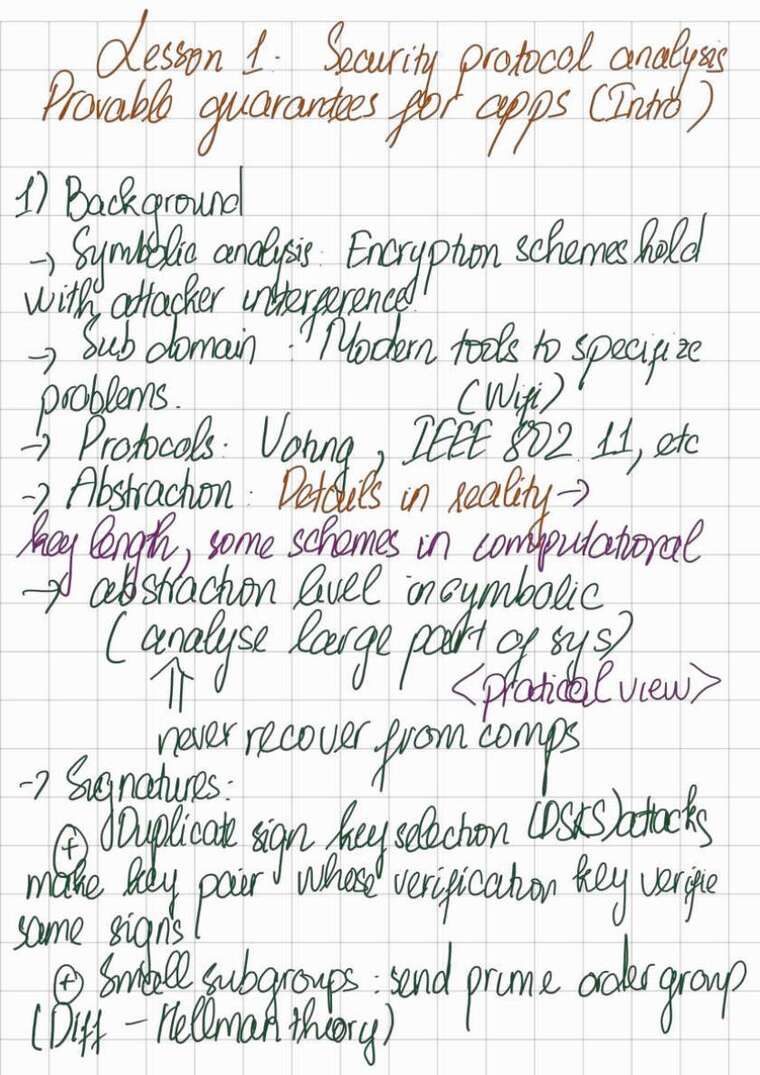 Lesson 1. Security protocol analysis
Provable guarantees for apps (Intro)
1) Background
→ Symbolic analysis: Encryption schemes hold
with attacker interference
→ Sub domain: Modern tools to specifize
problems. (Wifi)
→ Protocols: Voting, IEEE 802.11, etc
→ Abstraction: Details in reality →
key length, some schemes in computational
→ abstraction level in symbolic
(analyse large part of sys)
⇑ <pratical view>
never recover from comps
→ Signatures:
⊕ Duplicate sign key selection (DSKS) attacks
make key pair whose verification key verifie
same signs
⊕ Small subgroups: send prime order group
(Diff - Hellman theory)